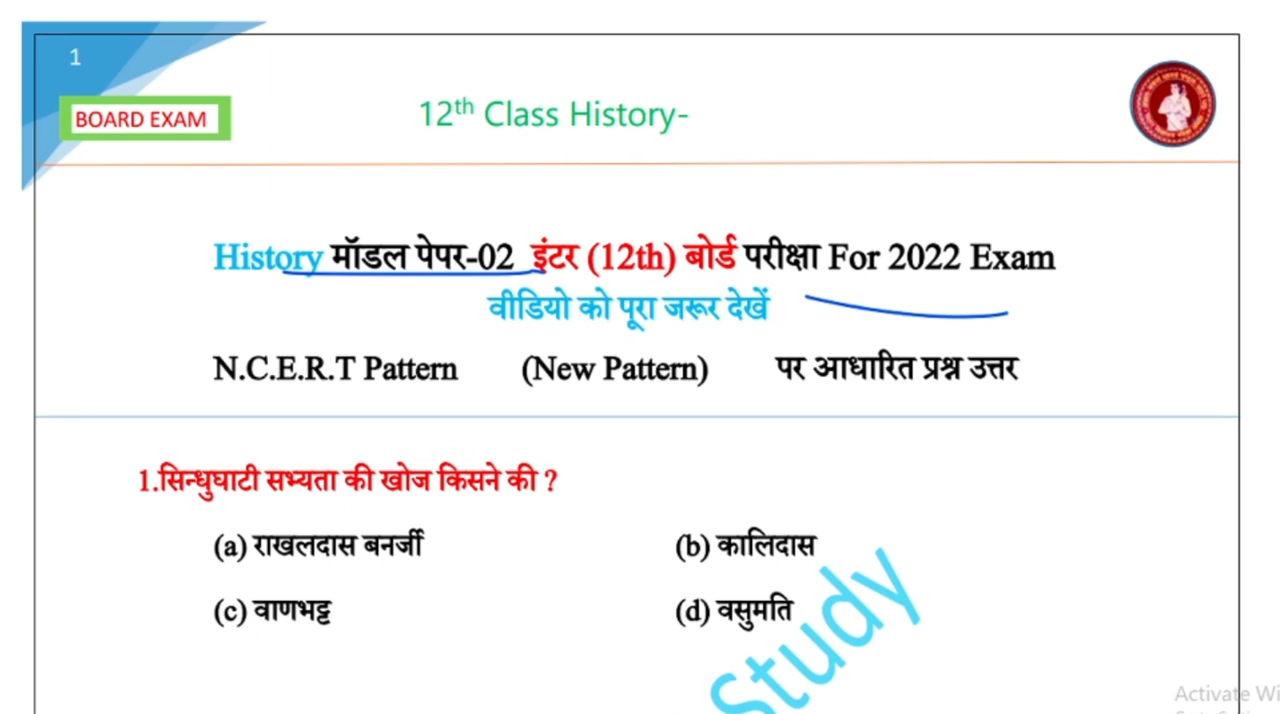 1
BOARD EXAM
12th Class History-
History मॉडल पेपर-02 इंटर (12th) बोर्ड परीक्षा For 2022 Exam
वीडियो को पूरा जरूर देखें
N.C.E.R.T Pattern (New Pattern) पर आधारित प्रश्न उत्तर
1.सिन्धुघाटी सभ्यता की खोज किसने की ?
(a) राखलदास बनर्जी (b) कालिदास
(c) वाणभट्ट (d) वसुमति
Study
Activate Wi